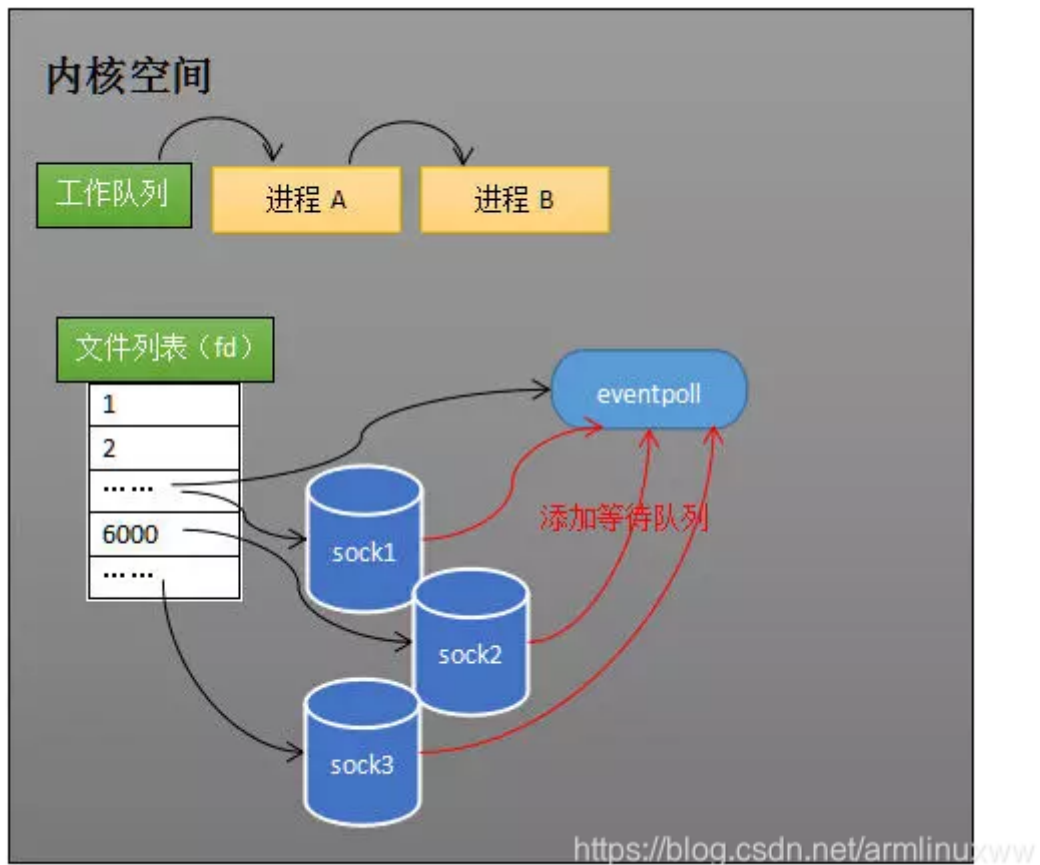 内核空间
工作队列
进程 A
进程 B
文件列表（fd）
1
2
……
6000
……
eventpoll
sock1
添加等待队列
sock2
sock3
https://blog.csdn.net/armlinuxww